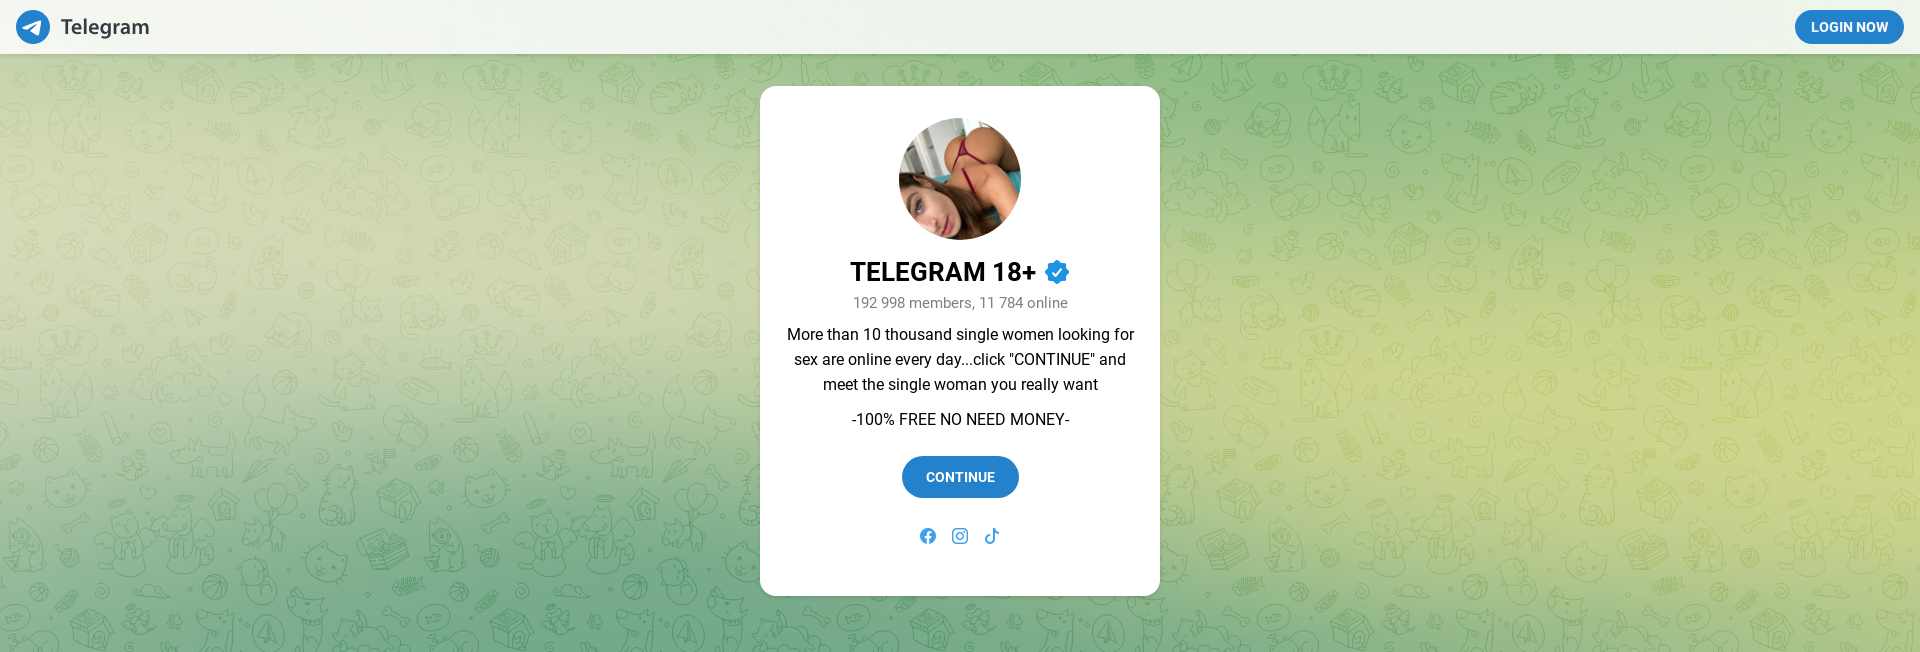 Telegram
LOGIN NOW
TELEGRAM 18+
192 998 members, 11 784 online
More than 10 thousand single women looking for
sex are online every day...click "CONTINUE" and
meet the single woman you really want
-100% FREE NO NEED MONEY-
CONTINUE